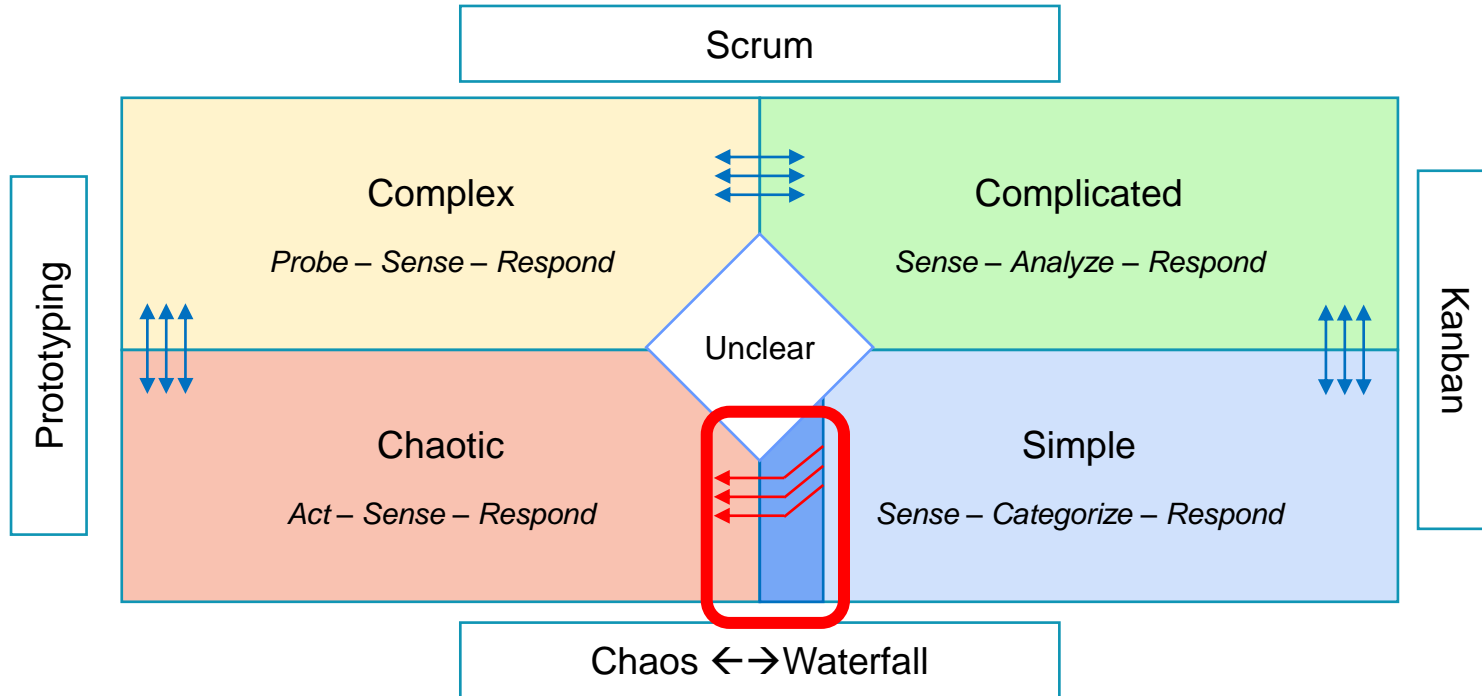 Scrum
Complex
Probe – Sense – Respond
Complicated
Sense – Analyze – Respond
Prototyping
Unclear
Kanban
Chaotic
Act – Sense – Respond
Simple
Sense – Categorize – Respond
Chaos ←→Waterfall